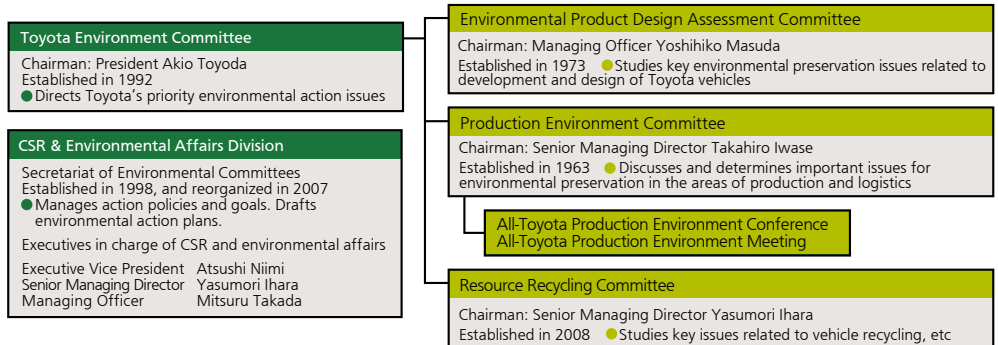 Toyota Environment Committee
Chairman: President Akio Toyoda
Established in 1992
● Directs Toyota's priority environmental action issues
CSR & Environmental Affairs Division
Secretariat of Environmental Committees
Established in 1998, and reorganized in 2007
● Manages action policies and goals. Drafts
environmental action plans.
Executives in charge of CSR and environmental affairs
Executive Vice President Atsushi Niimi
Senior Managing Director Yasumori Ihara
Managing Officer Mitsuru Takada
Environmental Product Design Assessment Committee
Chairman: Managing Officer Yoshihiko Masuda
Established in 1973 ● Studies key environmental preservation issues related to
development and design of Toyota vehicles
Production Environment Committee
Chairman: Senior Managing Director Takahiro Iwase
Established in 1963 ● Discusses and determines important issues for
environmental preservation in the areas of production and logistics
All-Toyota Production Environment Conference
All-Toyota Production Environment Meeting
Resource Recycling Committee
Chairman: Senior Managing Director Yasumori Ihara
Established in 2008 ● Studies key issues related to vehicle recycling, etc